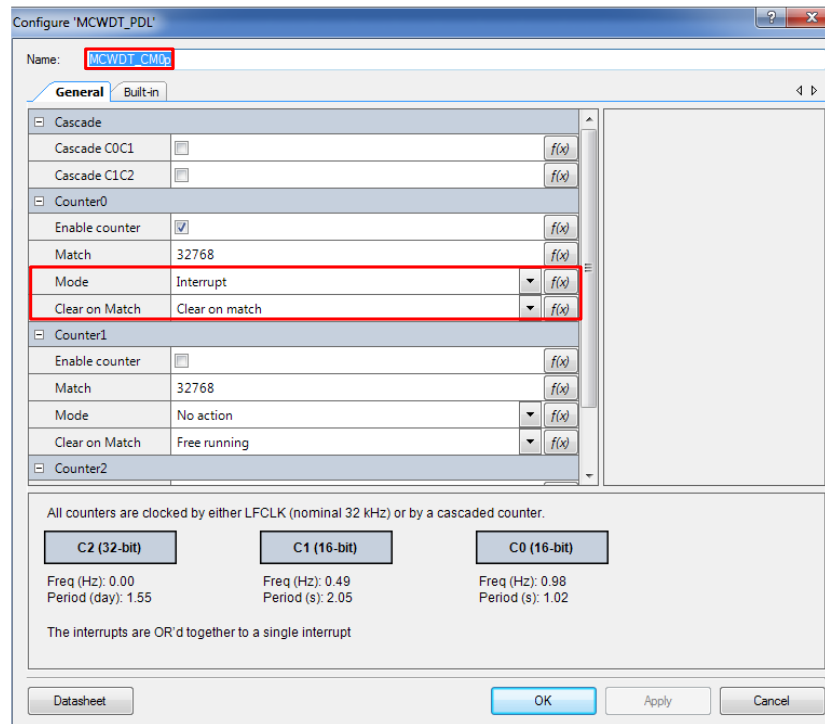 Configure 'MCWDT_PDL'
? X
Name: MCWDT_CM0p
General Built-in
Cascade
Cascade C0C1 f(x)
Cascade C1C2 f(x)
Counter0
Enable counter f(x)
Match 32768 f(x)
Mode Interrupt f(x)
Clear on Match Clear on match f(x)
Counter1
Enable counter f(x)
Match 32768 f(x)
Mode No action f(x)
Clear on Match Free running f(x)
Counter2
All counters are clocked by either LFCLK (nominal 32 kHz) or by a cascaded counter.
C2 (32-bit) C1 (16-bit) C0 (16-bit)
Freq (Hz): 0.00 Freq (Hz): 0.49 Freq (Hz): 0.98
Period (day): 1.55 Period (s): 2.05 Period (s): 1.02
The interrupts are OR'd together to a single interrupt
Datasheet OK Apply Cancel